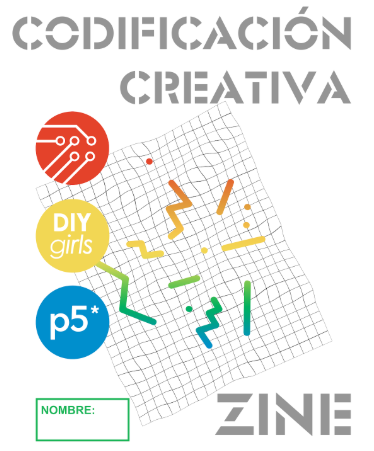 CODIFICACIÓN
CREATIVA
DIY
girls
p5*
NOMBRE:
ZINE